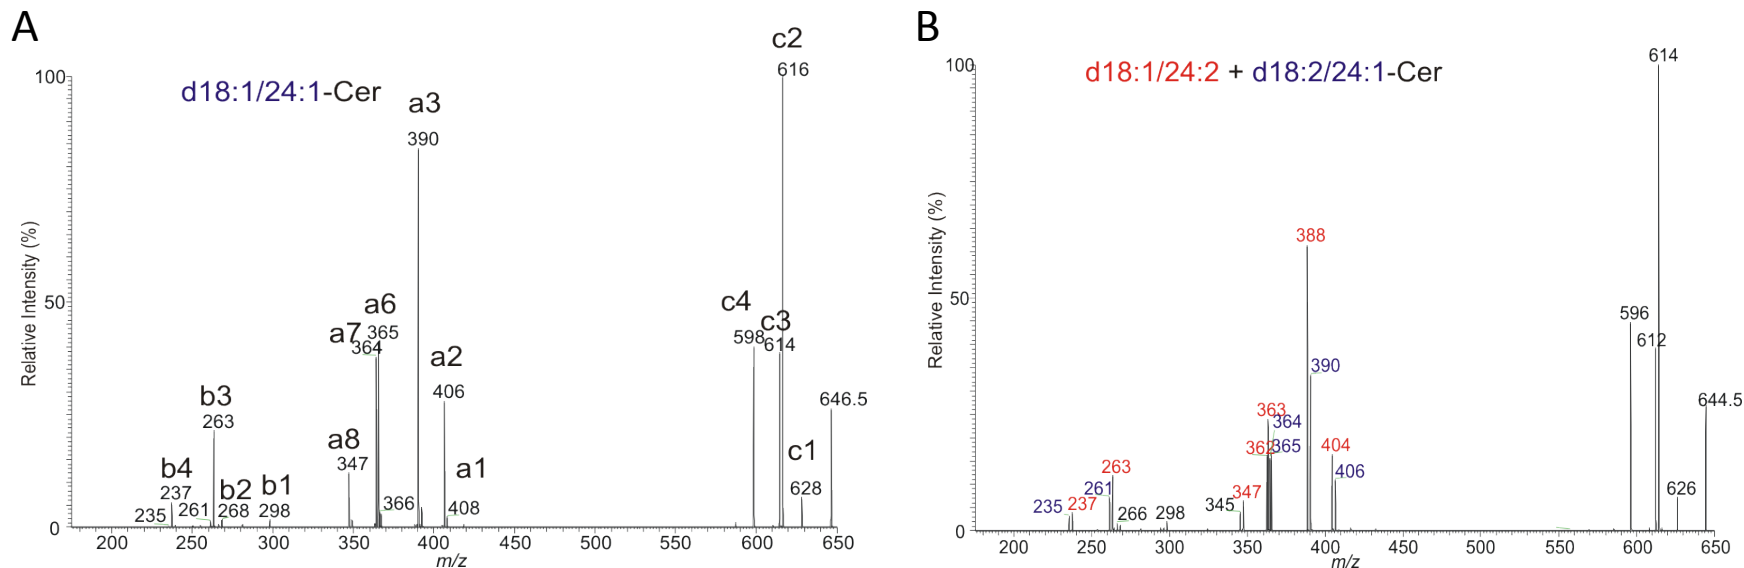 A
d18:1/24:1-Cer
Relative Intensity (%)
100
50
0
200 250 300 350 400 450 500 550 600 650
m/z
b4
237
235
b3
263
261
b2
268
b1
298
a8
347
a7
364
a6
365
366
a3
390
a2
406
a1
408
c4
598
c3
614
c2
616
c1
628
646.5
B
d18:1/24:2 + d18:2/24:1-Cer
Relative Intensity (%)
100
50
0
200 250 300 350 400 450 500 550 600 650
m/z
235
237
261
263
266
298
345
347
362
363
364
365
388
390
404
406
596
612
614
626
644.5